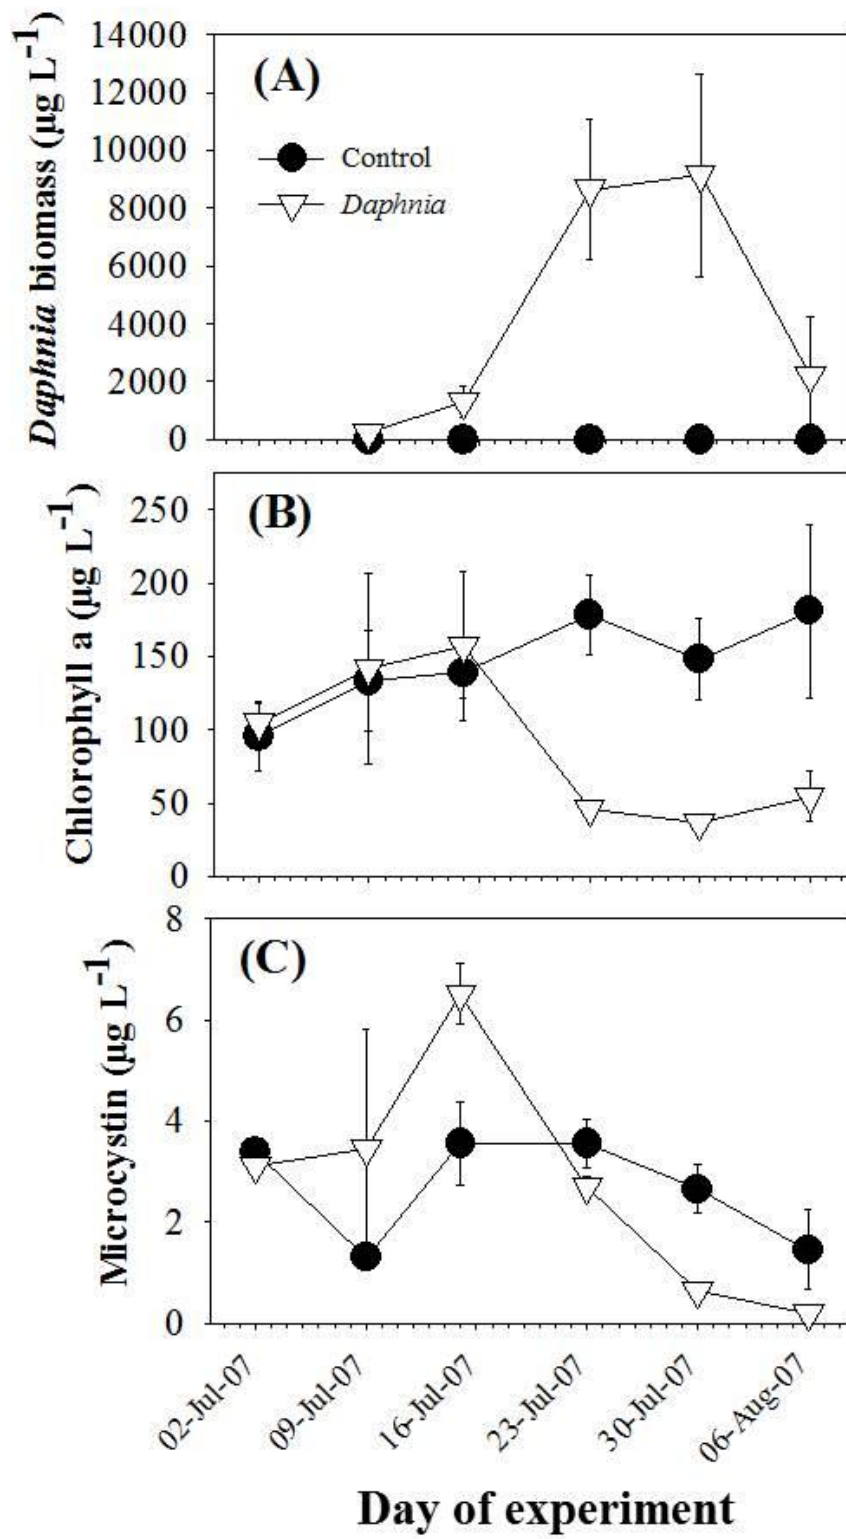 Daphnia biomass (µg L⁻¹)
14000
12000
10000
8000
6000
4000
2000
0
(A)
Control
Daphnia
Chlorophyll a (µg L⁻¹)
250
200
150
100
50
0
(B)
Microcystin (µg L⁻¹)
8
6
4
2
0
(C)
02-Jul-07
09-Jul-07
16-Jul-07
23-Jul-07
30-Jul-07
06-Aug-07
Day of experiment